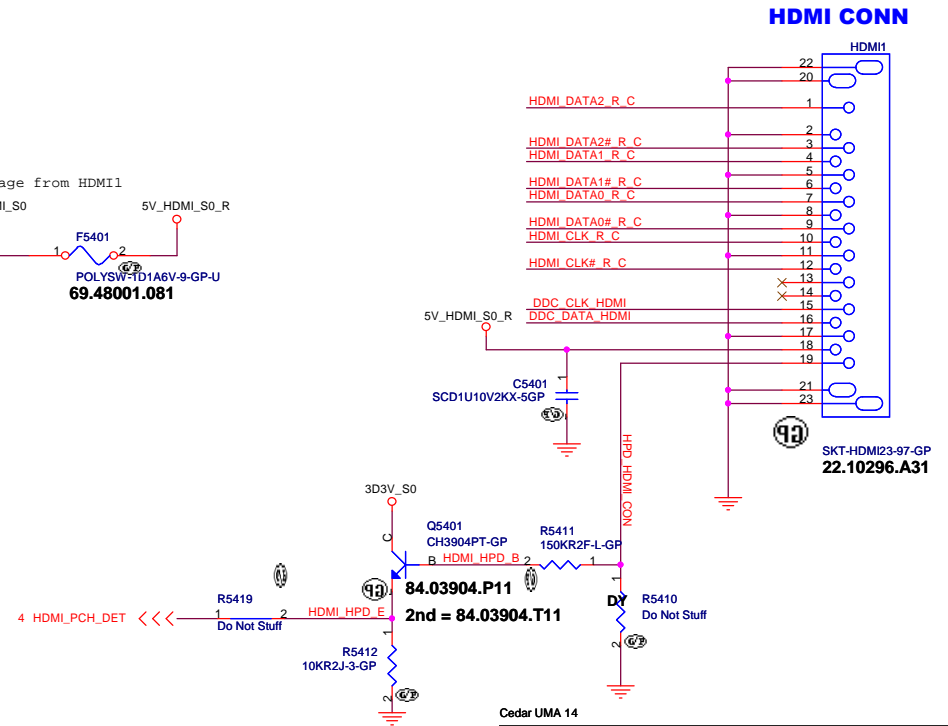 HDMI CONN
HDMI1
22
20
HDMI_DATA2_R_C
1
2
HDMI_DATA2#_R_C
3
HDMI_DATA1_R_C
4
5
HDMI_DATA1#_R_C
6
HDMI_DATA0_R_C
7
8
HDMI_DATA0#_R_C
9
HDMI_CLK_R_C
10
11
HDMI_CLK#_R_C
12
13
14
DDC_CLK_HDMI
15
DDC_DATA_HDMI
16
17
18
19
21
23
SKT-HDMI23-97-GP
22.10296.A31
age from HDMI1
I_S0
5V_HDMI_S0_R
F5401
1
2
POLYSW-1D1A6V-9-GP-U
69.48001.081
5V_HDMI_S0_R
C5401
1
SCD1U10V2KX-5GP
HPD_HDMI_CON
3D3V_S0
C
Q5401
CH3904PT-GP
B
HDMI_HPD_B
2
R5411
150KR2F-L-GP
1
84.03904.P11
2nd = 84.03904.T11
1
DY
R5410
Do Not Stuff
2
4 HDMI_PCH_DET
R5419
1
2
Do Not Stuff
HDMI_HPD_E
1
R5412
10KR2J-3-GP
2
Cedar UMA 14